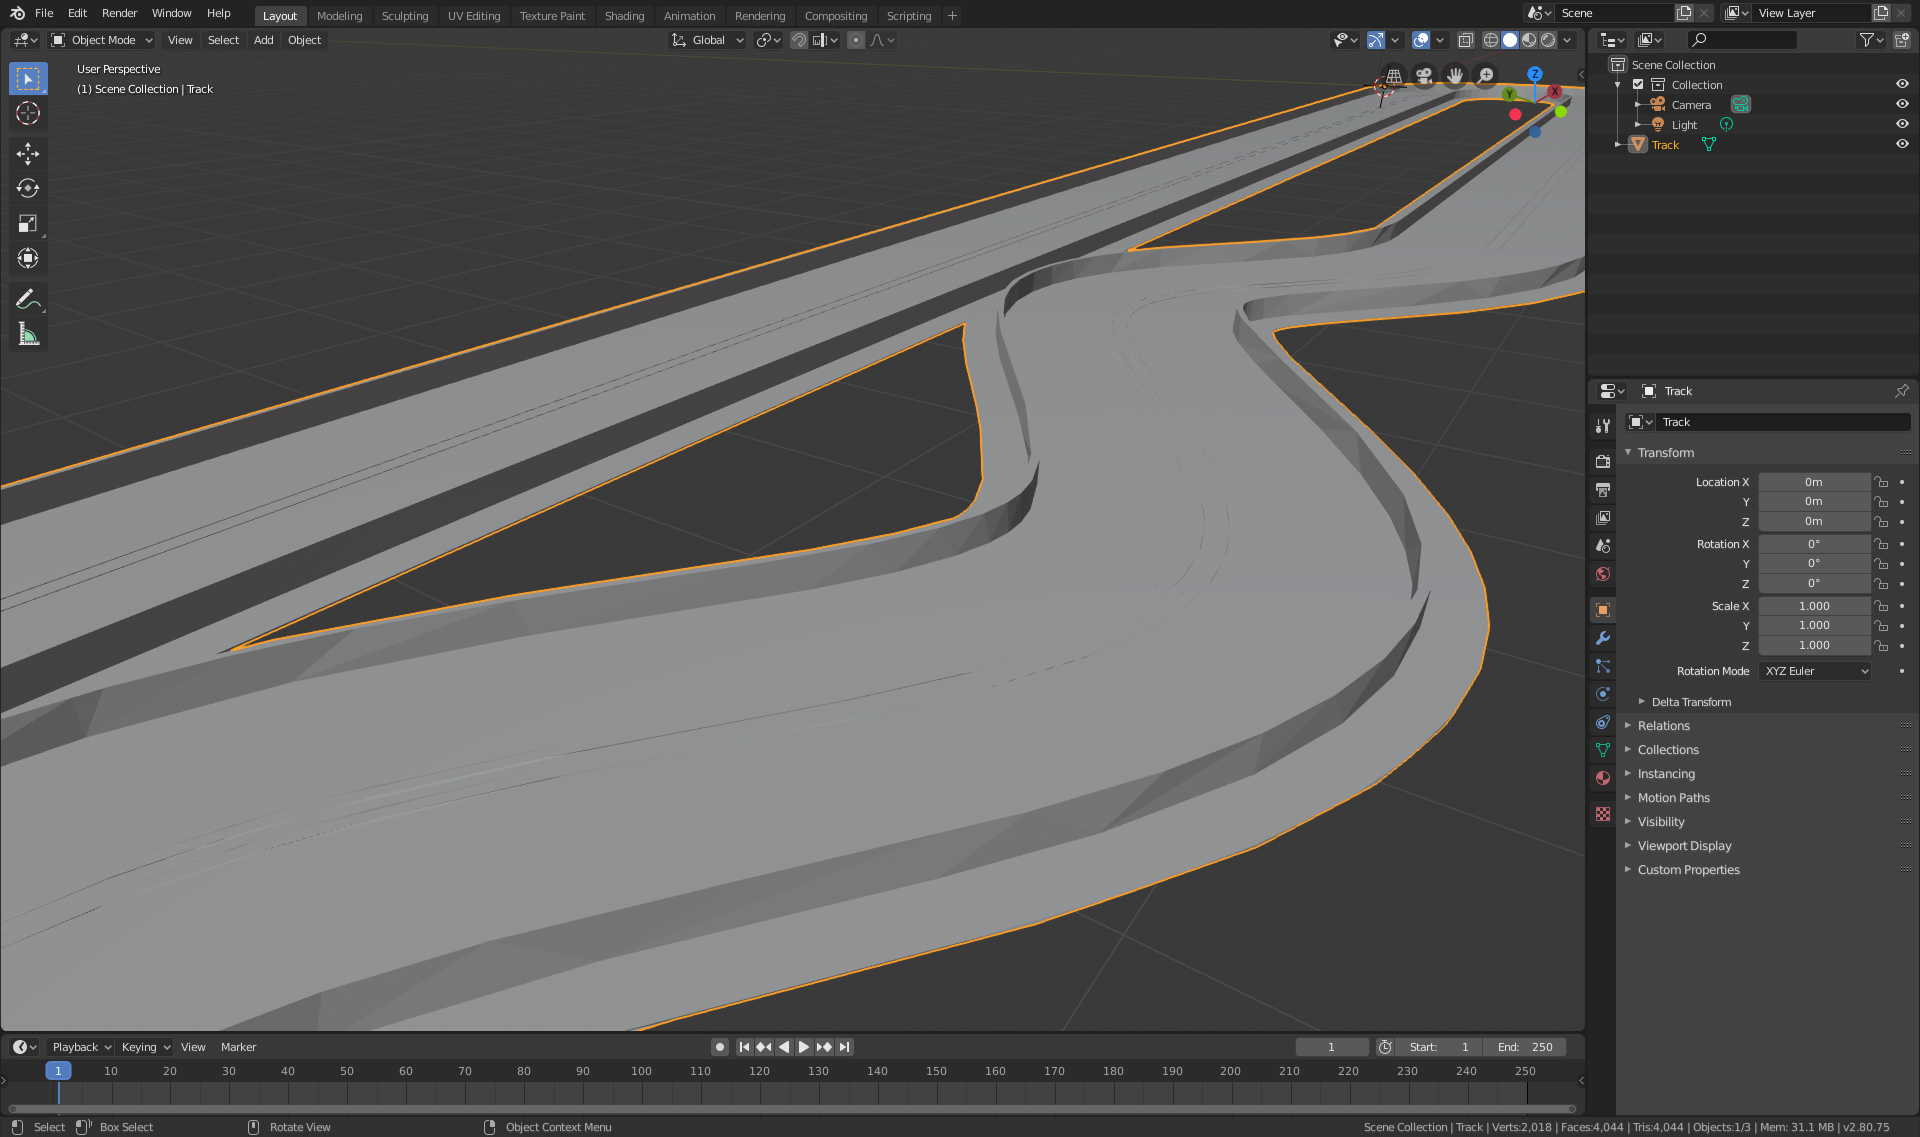 File Edit Render Window Help Layout Modeling Sculpting UV Editing Texture Paint Shading Animation Rendering Compositing Scripting + Scene View Layer
Object Mode View Select Add Object Global
User Perspective
(1) Scene Collection | Track
Z
Y
X
Scene Collection
Collection
Camera
Light
Track
Track
Track
Transform
Location X 0m
Y 0m
Z 0m
Rotation X 0°
Y 0°
Z 0°
Scale X 1.000
Y 1.000
Z 1.000
Rotation Mode XYZ Euler
Delta Transform
Relations
Collections
Instancing
Motion Paths
Visibility
Viewport Display
Custom Properties
Playback Keying View Marker 1 Start: 1 End: 250
1 10 20 30 40 50 60 70 80 90 100 110 120 130 140 150 160 170 180 190 200 210 220 230 240 250
Select Box Select Rotate View Object Context Menu Scene Collection | Track | Verts:2,018 | Faces:4,044 | Tris:4,044 | Objects:1/3 | Mem: 31.1 MB | v2.80.75